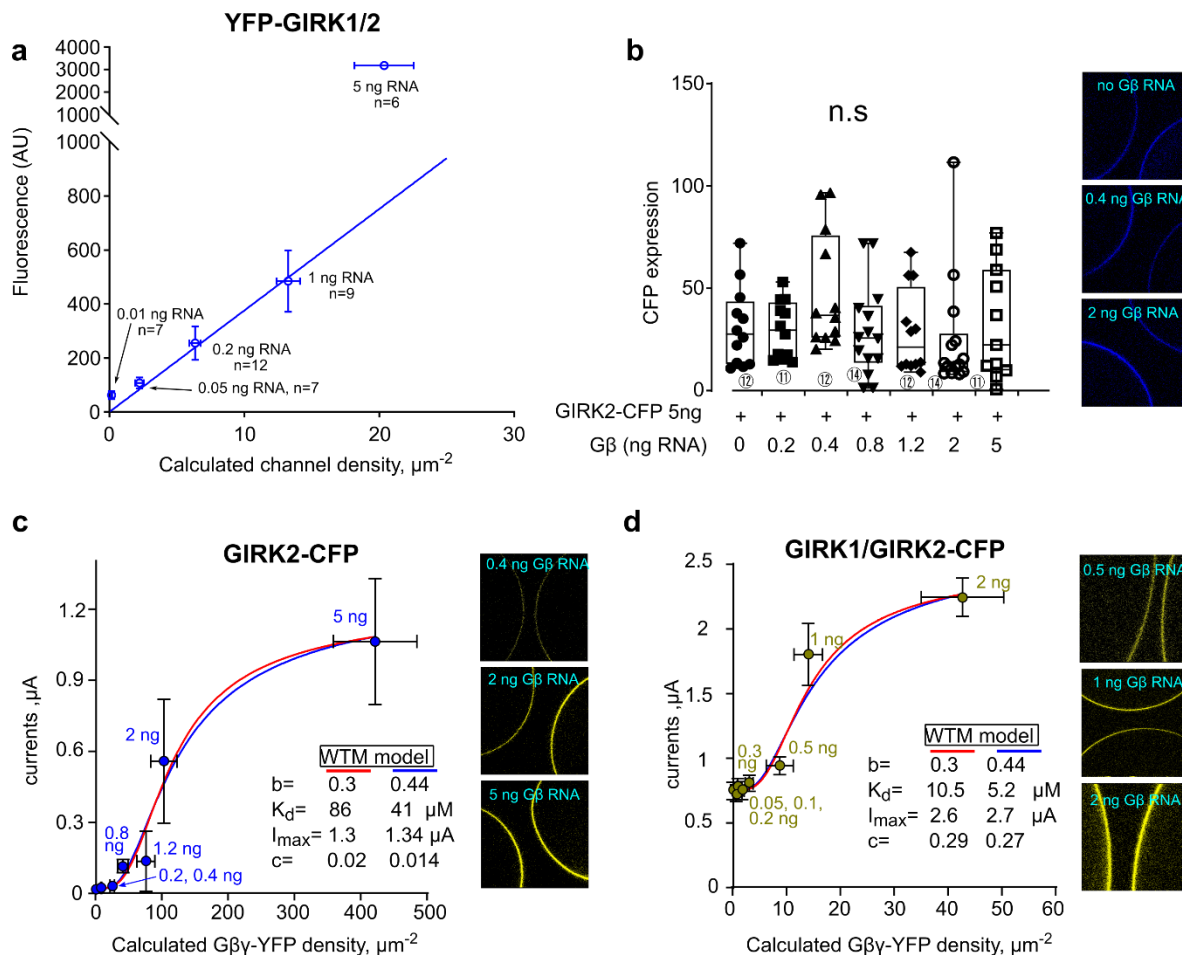 a
YFP-GIRK1/2
Fluorescence (AU)
4000
3000
2000
1000
1000
800
600
400
200
0
5 ng RNA
n=6
1 ng RNA
n=9
0.01 ng RNA
n=7
0.2 ng RNA
n=12
0.05 ng RNA, n=7
0
10
20
30
Calculated channel density, µm⁻²
b
CFP expression
150
100
50
0
n.s
⑫ ⑪ ⑫ ⑭ ⑫ ⑭ ⑪
GIRK2-CFP 5ng + + + + + + +
Gβ (ng RNA) 0 0.2 0.4 0.8 1.2 2 5
no Gβ RNA
0.4 ng Gβ RNA
2 ng Gβ RNA
c
GIRK2-CFP
currents ,µA
1.2
0.9
0.6
0.3
0
5 ng
2 ng
0.8
ng
1.2 ng
0.2, 0.4 ng
WTM model
b= 0.3 0.44
Kd= 86 41 µM
Imax= 1.3 1.34 µA
c= 0.02 0.014
0 100 200 300 400 500
Calculated Gβγ-YFP density, µm⁻²
0.4 ng Gβ RNA
2 ng Gβ RNA
5 ng Gβ RNA
d
GIRK1/GIRK2-CFP
currents ,µA
2.5
2
1.5
1
0.5
0
2 ng
1 ng
0.3
ng
0.5 ng
0.05, 0.1,
0.2 ng
WTM model
b= 0.3 0.44
Kd= 10.5 5.2 µM
Imax= 2.6 2.7 µA
c= 0.29 0.27
0 10 20 30 40 50 60
Calculated Gβγ-YFP density, µm⁻²
0.5 ng Gβ RNA
1 ng Gβ RNA
2 ng Gβ RNA